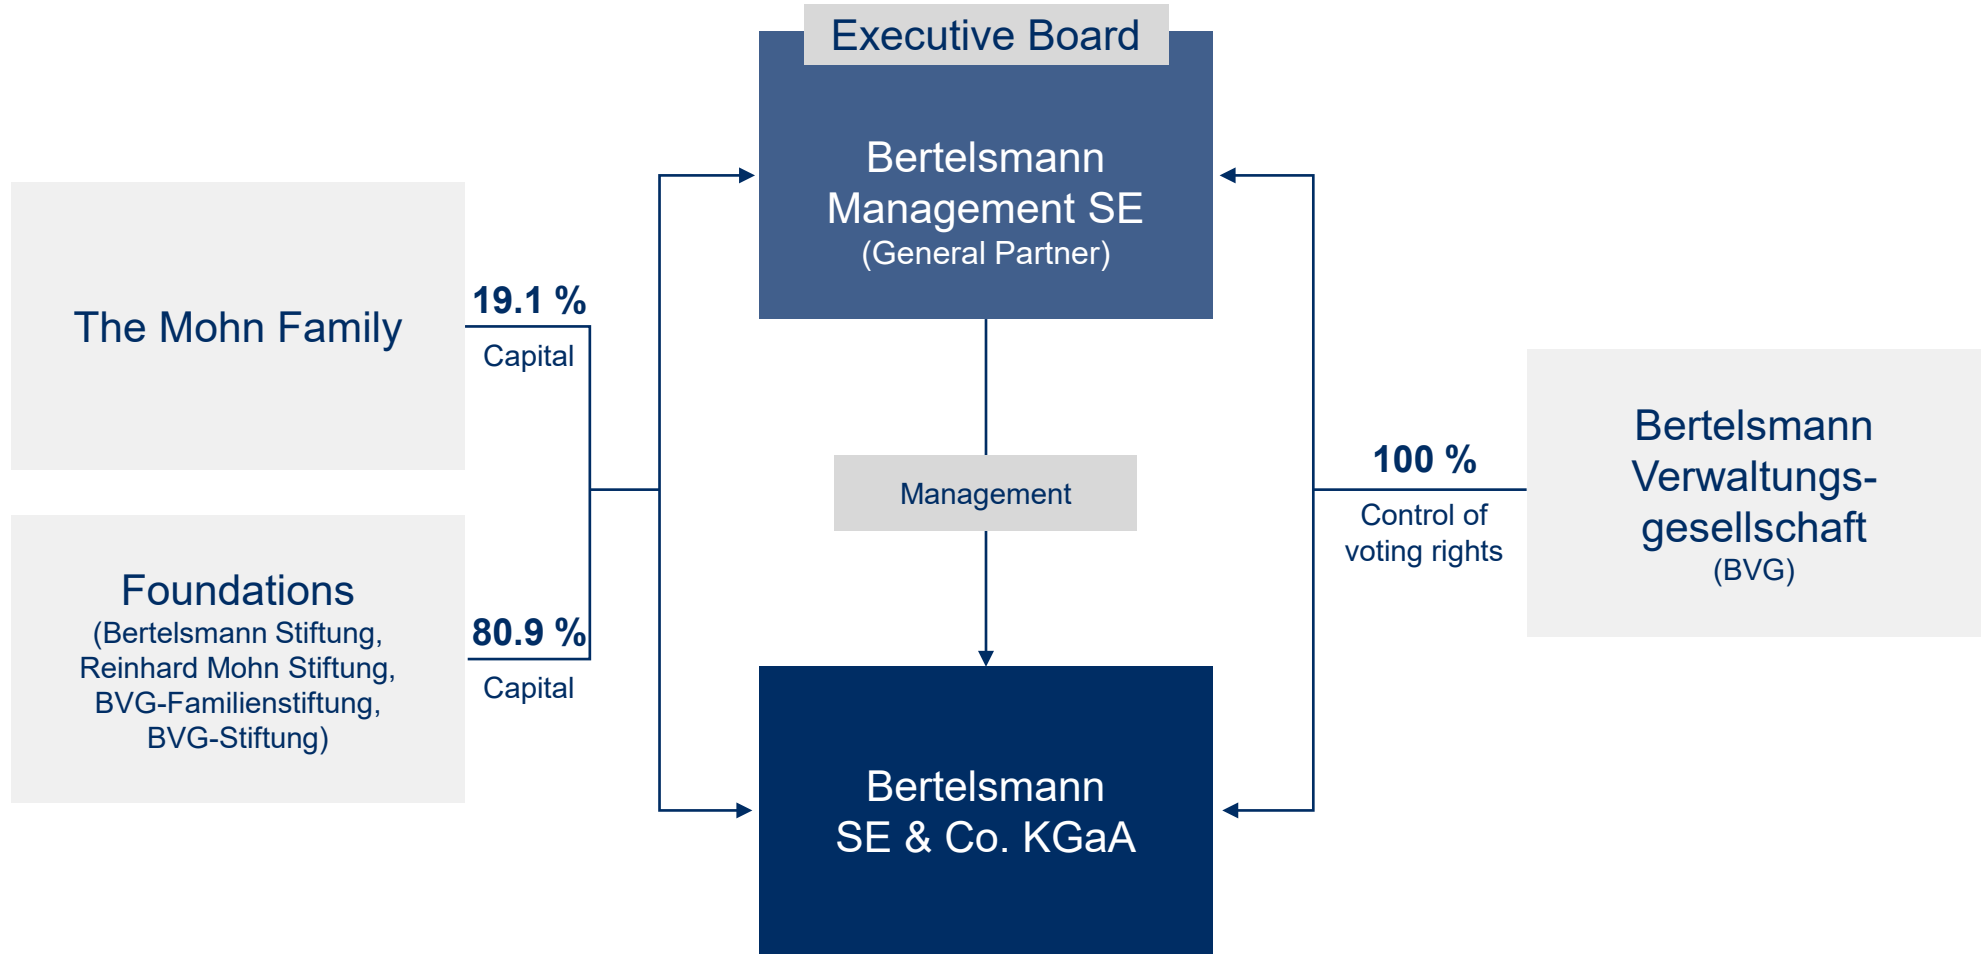 Executive Board
Bertelsmann
Management SE
(General Partner)
The Mohn Family
19.1 %
Capital
Foundations
(Bertelsmann Stiftung,
Reinhard Mohn Stiftung,
BVG-Familienstiftung,
BVG-Stiftung)
80.9 %
Capital
Management
100 %
Control of
voting rights
Bertelsmann
Verwaltungs-
gesellschaft
(BVG)
Bertelsmann
SE & Co. KGaA